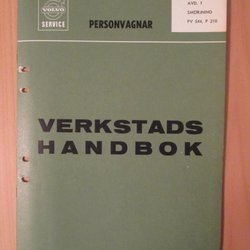 VOLVO
SERVICE
PERSONVAGNAR
AVD. 1
SMÖRJNING
PV 544, P 210
VERKSTADS
HANDBOK